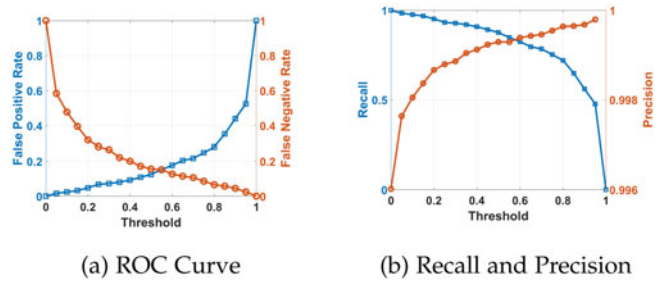 1
0.8
0.6
0.4
0.2
0
False Positive Rate
0 0.2 0.4 0.6 0.8 1
Threshold
1
0.8
0.6
0.4
0.2
0
False Negative Rate
(a) ROC Curve
1
0.5
0
Recall
0 0.2 0.4 0.6 0.8 1
Threshold
1
0.998
0.996
Precision
(b) Recall and Precision